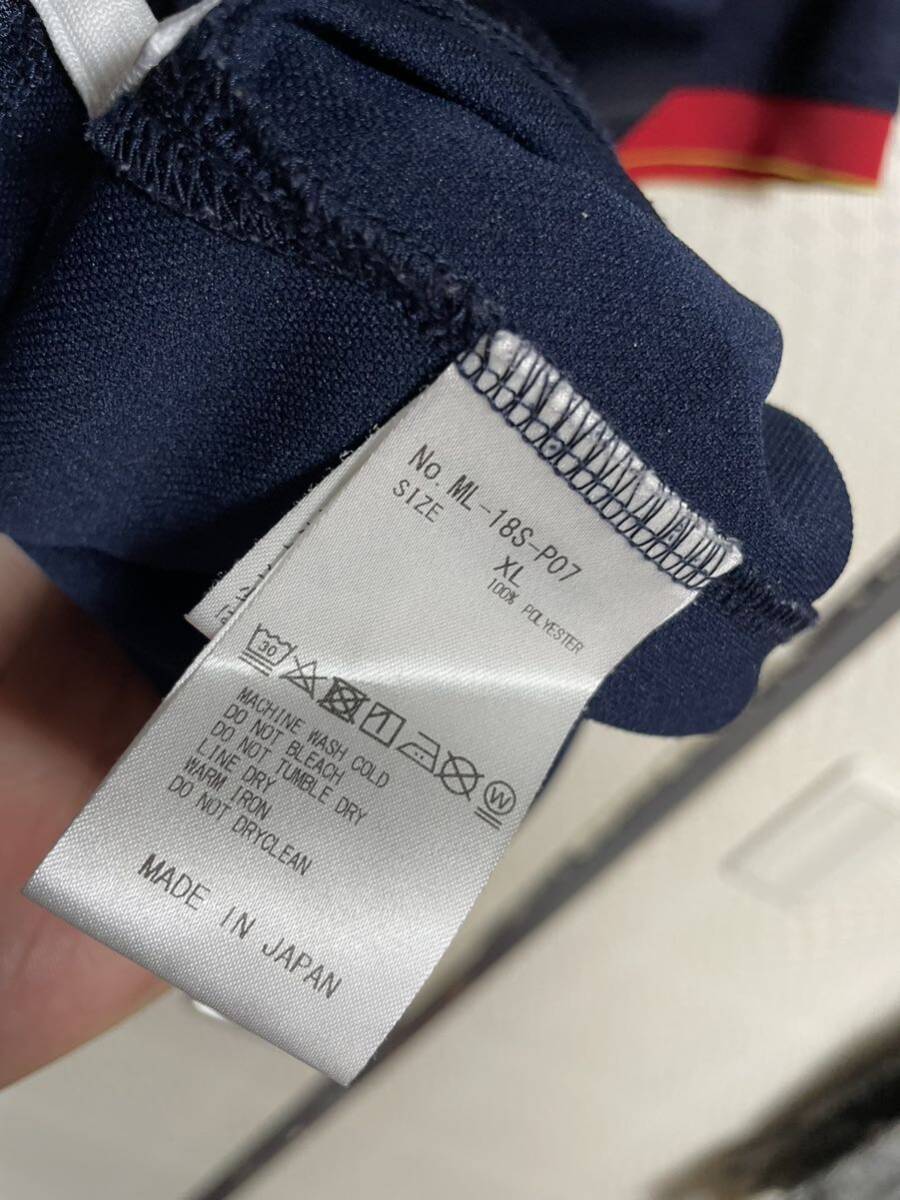 No. ML-18S-P07
SIZE XL
100% POLYESTER
30
W
MACHINE WASH COLD
DO NOT BLEACH
DO NOT TUMBLE DRY
LINE DRY
WARM IRON
DO NOT DRYCLEAN
MADE IN JAPAN